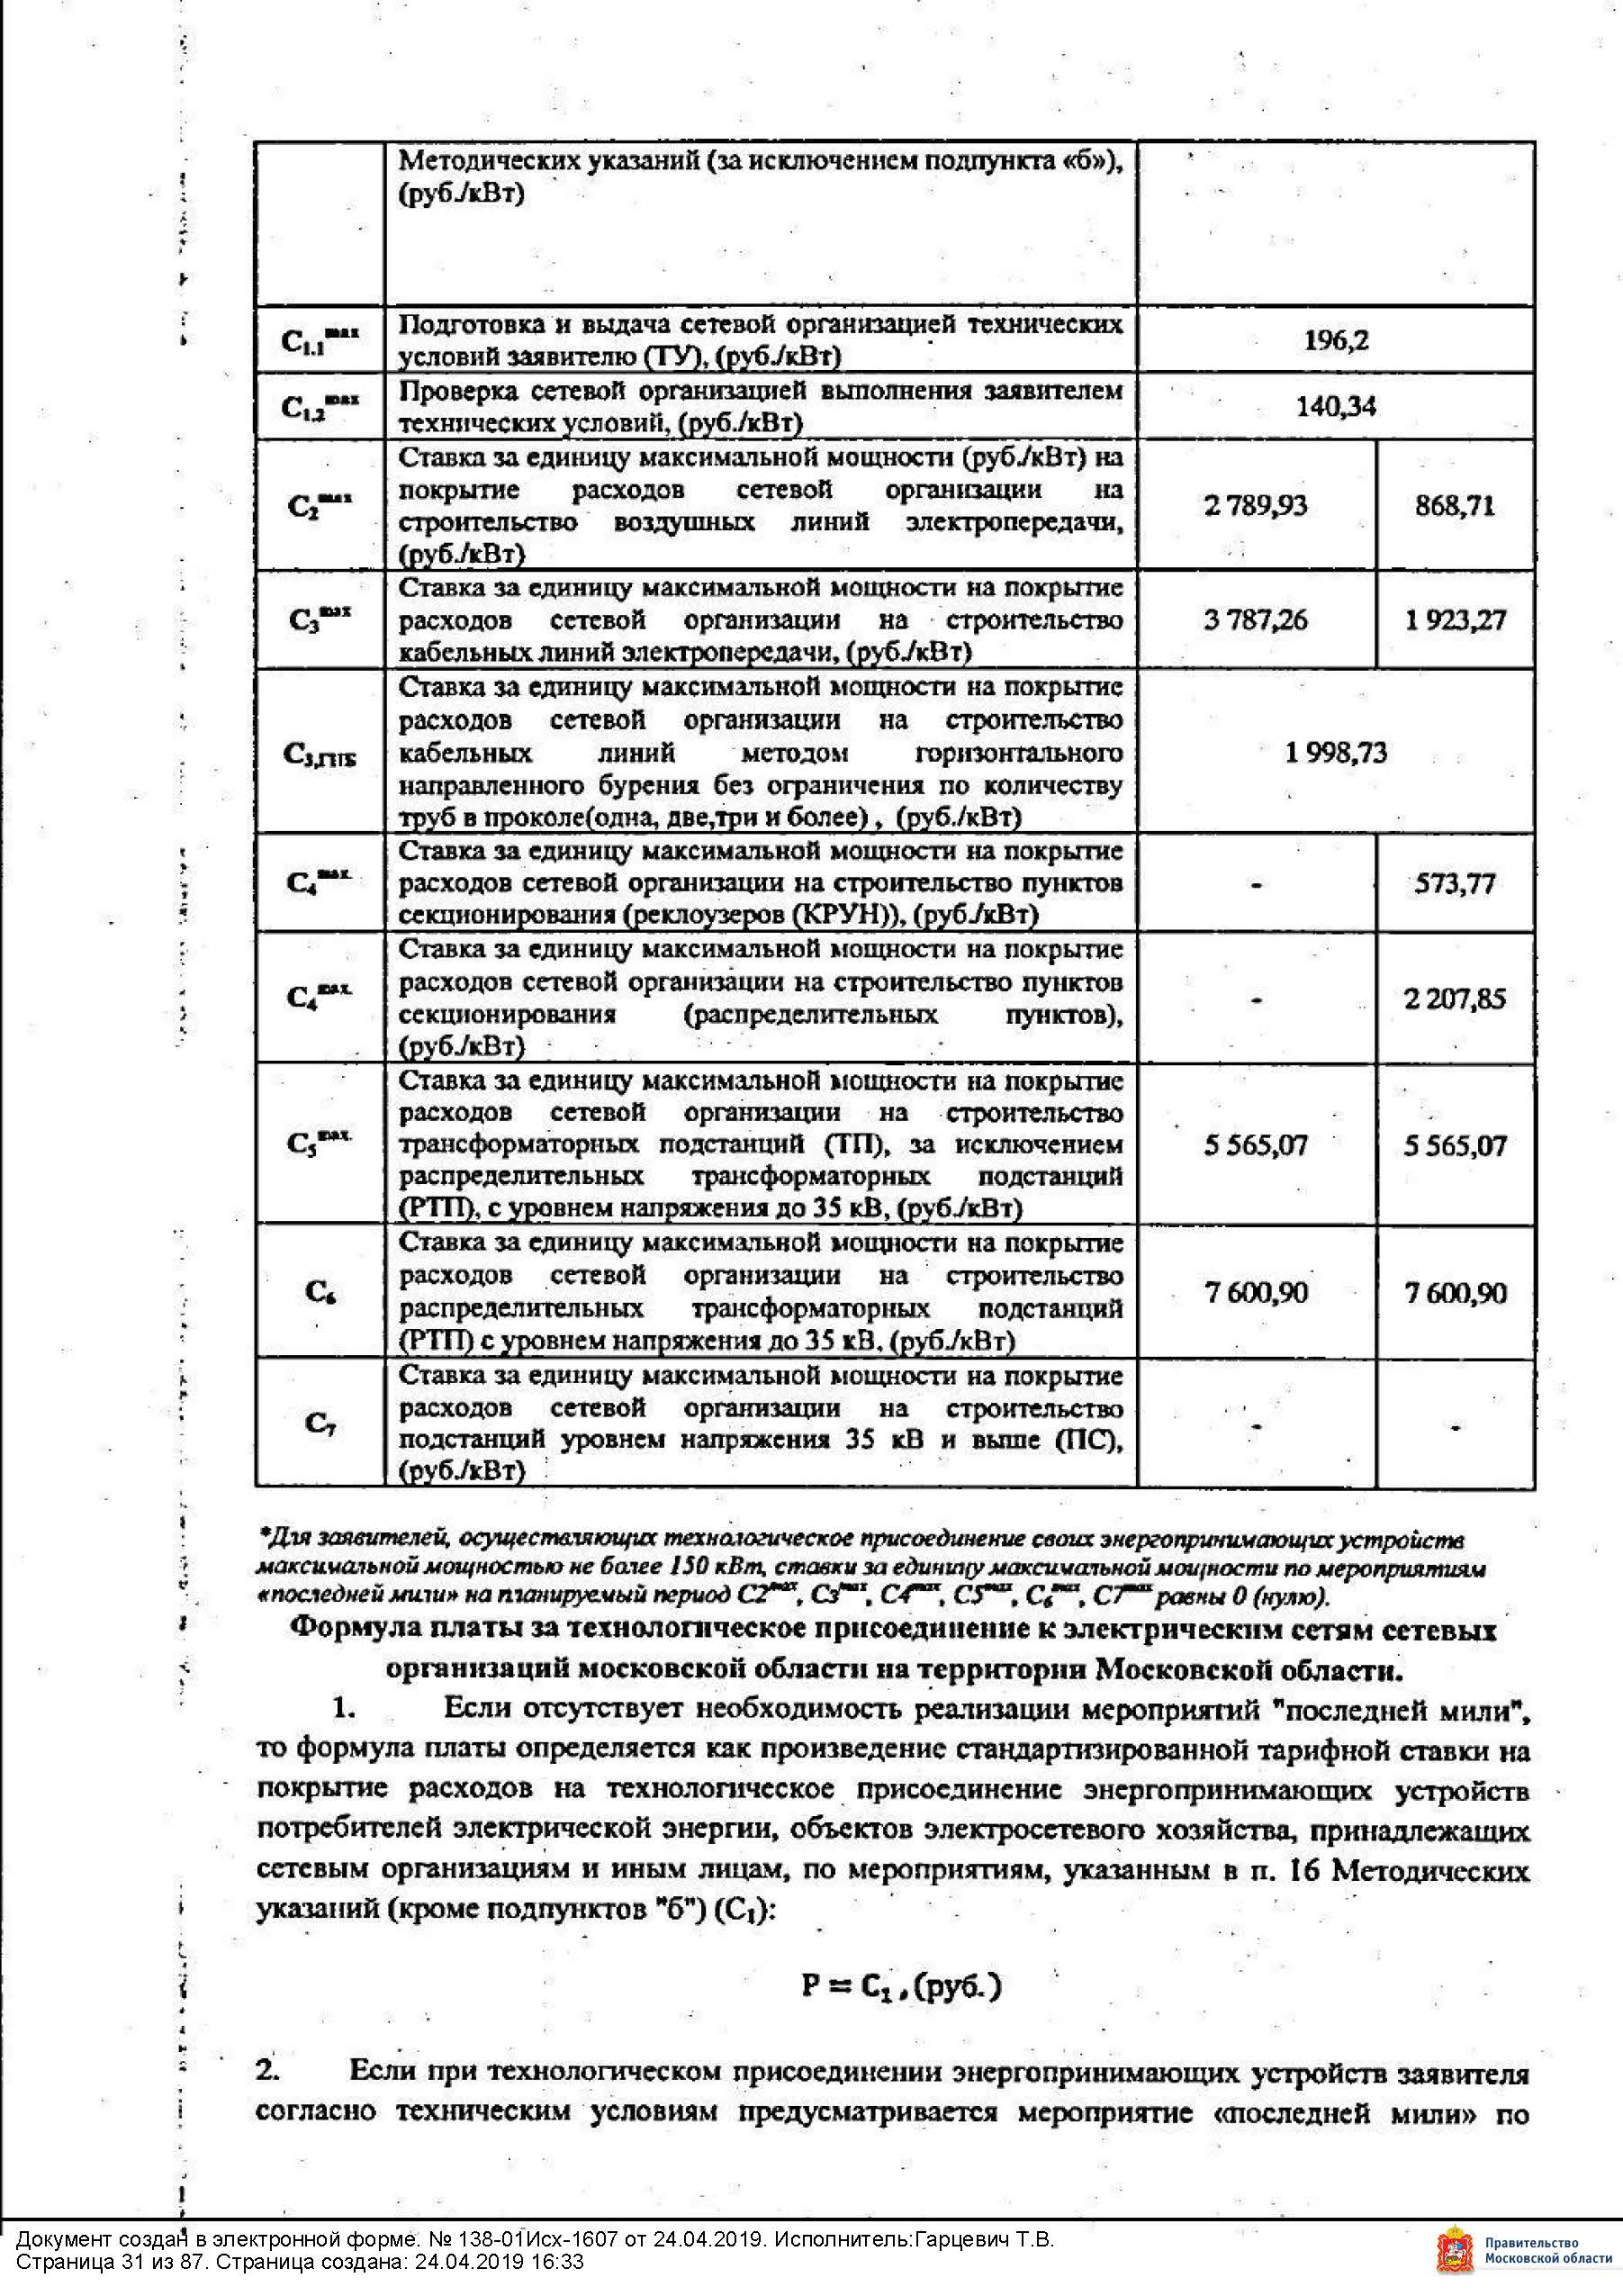 Методических указаний (за исключением подпункта «б»),
(руб./кВт)
C1.1max
Подготовка и выдача сетевой организацией технических
условий заявителю (ТУ), (руб./кВт)
196,2
C1.2max
Проверка сетевой организацией выполнения заявителем
технических условий, (руб./кВт)
140,34
C2max
Ставка за единицу максимальной мощности (руб./кВт) на
покрытие расходов сетевой организации на
строительство воздушных линий электропередачи,
(руб./кВт)
2 789,93
868,71
C3max
Ставка за единицу максимальной мощности на покрытие
расходов сетевой организации на строительство
кабельных линий электропередачи, (руб./кВт)
3 787,26
1 923,27
Ставка за единицу максимальной мощности на покрытие
расходов сетевой организации на строительство
кабельных линий методом горизонтального
направленного бурения без ограничения по количеству
труб в проколе(одна, две,три и более) , (руб./кВт)
1 998,73
C4max.
Ставка за единицу максимальной мощности на покрытие
расходов сетевой организации на строительство пунктов
секционирования (реклоузеров (КРУН)), (руб./кВт)
-
573,77
C4max.
Ставка за единицу максимальной мощности на покрытие
расходов сетевой организации на строительство пунктов
секционирования (распределительных пунктов),
(руб./кВт)
-
2 207,85
C5max.
Ставка за единицу максимальной мощности на покрытие
расходов сетевой организации на строительство
трансформаторных подстанций (ТП), за исключением
распределительных трансформаторных подстанций
(РТП), с уровнем напряжения до 35 кВ, (руб./кВт)
5 565,07
5 565,07
C6
Ставка за единицу максимальной мощности на покрытие
расходов сетевой организации на строительство
распределительных трансформаторных подстанций
(РТП) с уровнем напряжения до 35 кВ, (руб./кВт)
7 600,90
7 600,90
C7
Ставка за единицу максимальной мощности на покрытие
расходов сетевой организации на строительство
подстанций уровнем напряжения 35 кВ и выше (ПС),
(руб./кВт)
-
-
*Для заявителей, осуществляющих технологическое присоединение своих энергопринимающих устройств
максимальной мощностью не более 150 кВт, ставки за единицу максимальной мощности по мероприятиям
«последней мили» на планируемый период C2max , C3max , C4max , C5max , C6max , C7max равны 0 (нулю).
Формула платы за технологическое присоединение к электрическим сетям сетевых
организаций московской области на территории Московской области.
1. Если отсутствует необходимость реализации мероприятий "последней мили",
то формула платы определяется как произведение стандартизированной тарифной ставки на
покрытие расходов на технологическое присоединение энергопринимающих устройств
потребителей электрической энергии, объектов электросетевого хозяйства, принадлежащих
сетевым организациям и иным лицам, по мероприятиям, указанным в п. 16 Методических
указаний (кроме подпунктов "б") (C1):
P = C1 , (руб.)
2. Если при технологическом присоединении энергопринимающих устройств заявителя
согласно техническим условиям предусматривается мероприятие «последней мили» по
Документ создан в электронной форме. № 138-01Исх-1607 от 24.04.2019. Исполнитель:Гарцевич Т.В.
Страница 31 из 87. Страница создана: 24.04.2019 16:33
Правительство
Московской области